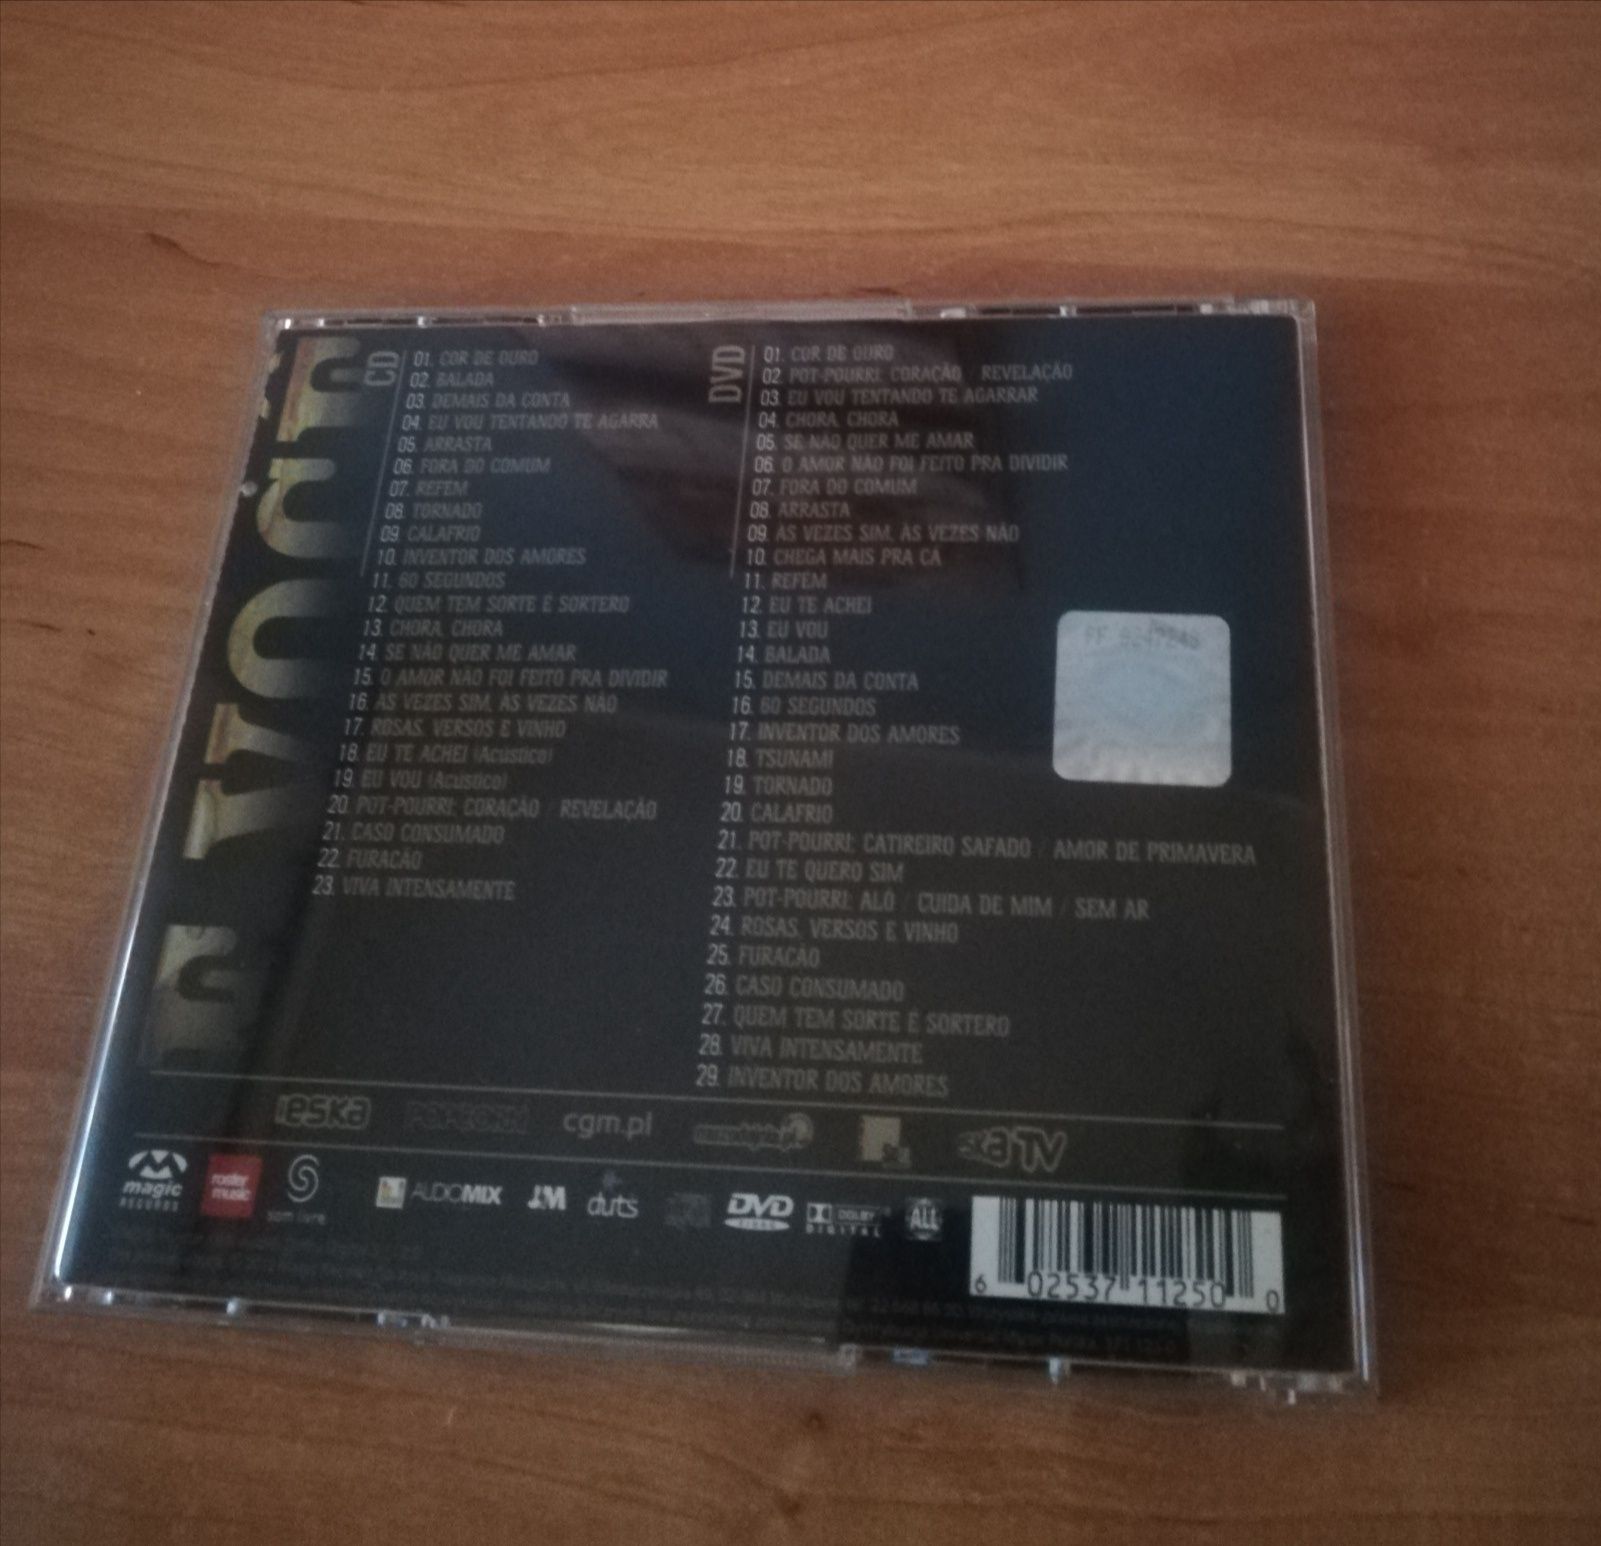 CD
01. COR DE OURO
02. BALADA
03. DEMAIS DA CONTA
04. EU VOU TENTANDO TE AGARRA
05. ARRASTA
06. FORA DO COMUM
07. REFEM
08. TORNADO
09. CALAFRIO
10. INVENTOR DOS AMORES
11. 60 SEGUNDOS
12. QUEM TEM SORTE É SORTERO
13. CHORA, CHORA
14. SE NÃO QUER ME AMAR
15. O AMOR NÃO FOI FEITO PRA DIVIDIR
16. ÀS VEZES SIM, ÀS VEZES NÃO
17. ROSAS, VERSOS E VINHO
18. EU TE ACHEI (Acústico)
19. EU VOU (Acústico)
20. POT-POURRI: CORAÇÃO / REVELAÇÃO
21. CASO CONSUMADO
22. FURACÃO
23. VIVA INTENSAMENTE
DVD
01. COR DE OURO
02. POT-POURRI: CORAÇÃO / REVELAÇÃO
03. EU VOU TENTANDO TE AGARRAR
04. CHORA, CHORA
05. SE NÃO QUER ME AMAR
06. O AMOR NÃO FOI FEITO PRA DIVIDIR
07. FORA DO COMUM
08. ARRASTA
09. ÀS VEZES SIM, ÀS VEZES NÃO
10. CHEGA MAIS PRA CÁ
11. REFEM
12. EU TE ACHEI
13. EU VOU
14. BALADA
15. DEMAIS DA CONTA
16. 60 SEGUNDOS
17. INVENTOR DOS AMORES
18. TSUNAMI
19. TORNADO
20. CALAFRIO
21. POT-POURRI: CATIREIRO SAFADO / AMOR DE PRIMAVERA
22. EU TE QUERO SIM
23. POT-POURRI: ALÔ / CUIDA DE MIM / SEM AR
24. ROSAS, VERSOS E VINHO
25. FURACÃO
26. CASO CONSUMADO
27. QUEM TEM SORTE É SORTERO
28. VIVA INTENSAMENTE
29. INVENTOR DOS AMORES
eska POPCORN cgm.pl
magic RECORDS
roster music
som livre
AUDIOMIX
duts
DVD VIDEO
DOLBY DIGITAL
ALL
6 02537 11250 0